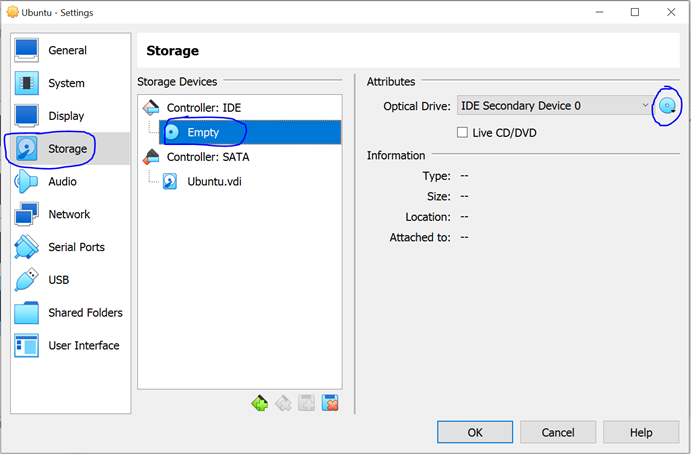 Ubuntu - Settings
General
System
Display
Storage
Audio
Network
Serial Ports
USB
Shared Folders
User Interface
Storage
Storage Devices
Controller: IDE
Empty
Controller: SATA
Ubuntu.vdi
Attributes
Optical Drive: IDE Secondary Device 0
Live CD/DVD
Information
Type: --
Size: --
Location: --
Attached to: --
OK Cancel Help